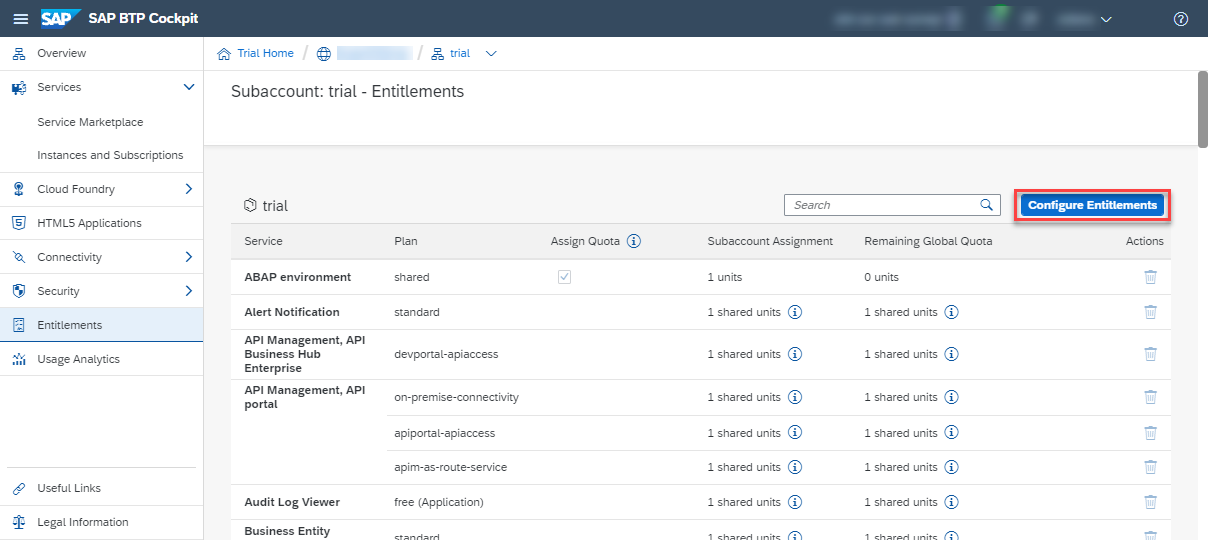 SAP SAP BTP Cockpit
Overview
Services
Service Marketplace
Instances and Subscriptions
Cloud Foundry
HTML5 Applications
Connectivity
Security
Entitlements
Usage Analytics
Useful Links
Legal Information
Trial Home / / trial
Subaccount: trial - Entitlements
trial
Search
Configure Entitlements
Service Plan Assign Quota Subaccount Assignment Remaining Global Quota Actions
ABAP environment shared 1 units 0 units
Alert Notification standard 1 shared units 1 shared units
API Management, API
Business Hub
Enterprise
devportal-apiaccess 1 shared units 1 shared units
API Management, API
portal
on-premise-connectivity 1 shared units 1 shared units
apiportal-apiaccess 1 shared units 1 shared units
apim-as-route-service 1 shared units 1 shared units
Audit Log Viewer free (Application) 1 shared units 1 shared units
Business Entity
standard 1 shared units 1 shared units